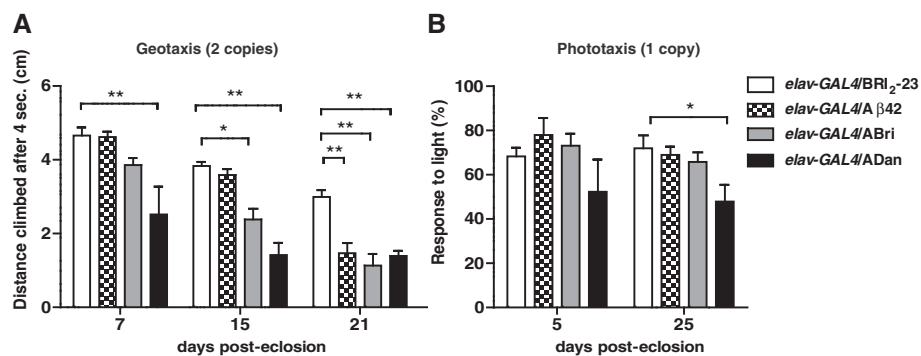 A
Geotaxis (2 copies)
Distance climbed after 4 sec. (cm)
6
4
2
0
**
**
*
**
**
**
7
15
21
days post-eclosion
B
Phototaxis (1 copy)
Response to light (%)
100
80
60
40
20
0
*
5
25
days post-eclosion
elav-GAL4/BRI₂-23
elav-GAL4/A β42
elav-GAL4/ABri
elav-GAL4/ADan